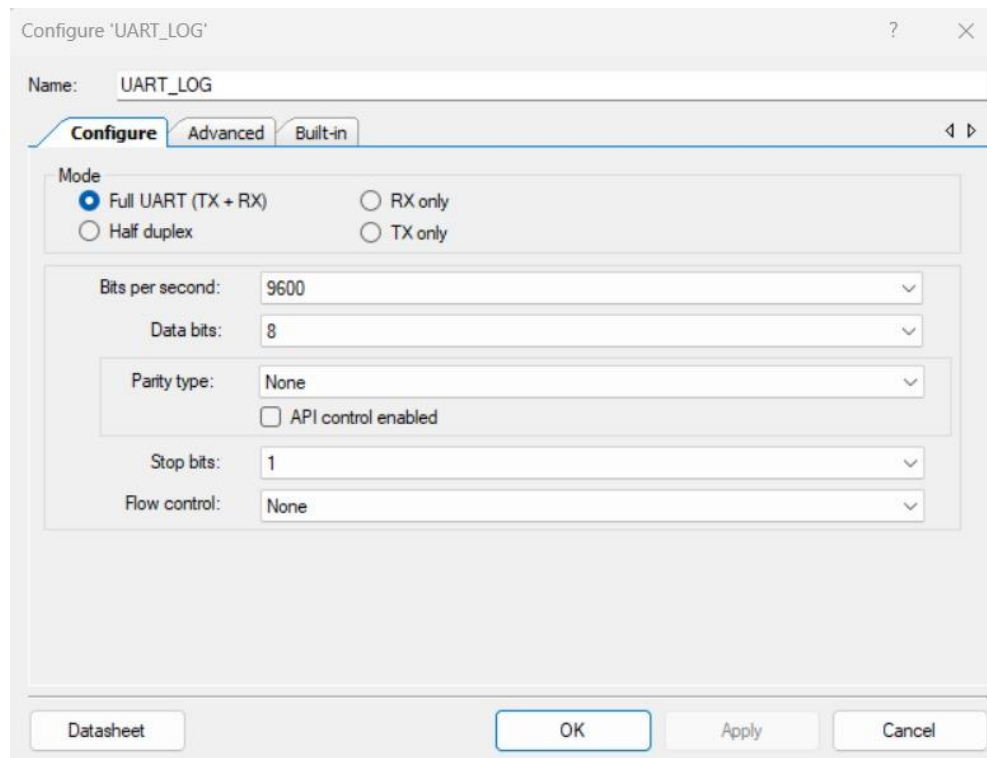 Configure 'UART_LOG' ?
Name: UART_LOG
Configure Advanced Built-in
Mode
Full UART (TX + RX) RX only
Half duplex TX only
Bits per second: 9600
Data bits: 8
Parity type: None
API control enabled
Stop bits: 1
Flow control: None
Datasheet OK Apply Cancel